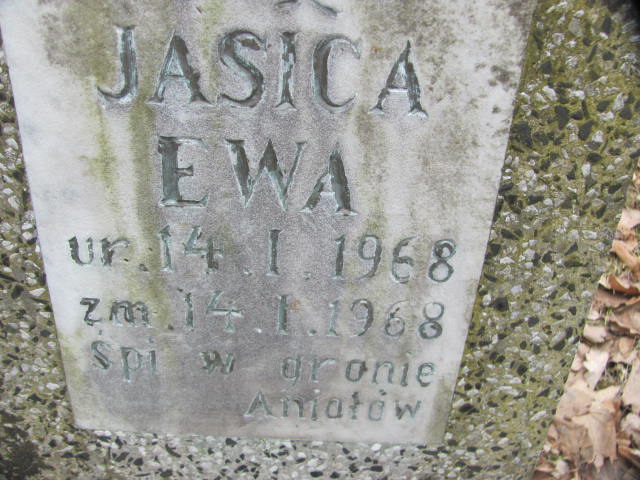 JASICA
EWA
ur. 14. I. 1968
zm. 14. I. 1968
Śpi w gronie
Aniołów